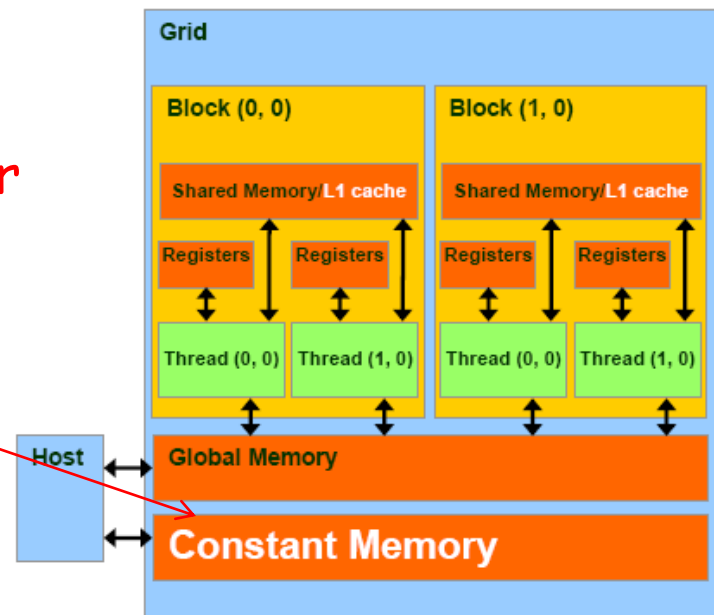 Grid
Block (0, 0)
Block (1, 0)
r
Shared Memory/L1 cache
Shared Memory/L1 cache
Registers
Registers
Registers
Registers
Thread (0, 0)
Thread (1, 0)
Thread (0, 0)
Thread (1, 0)
Host
Global Memory
Constant Memory